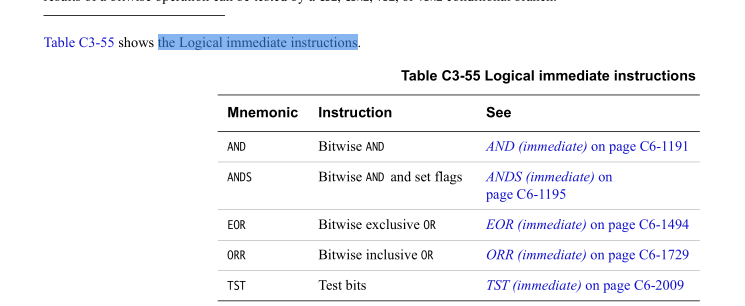 Table C3-55 shows the Logical immediate instructions.
Table C3-55 Logical immediate instructions
Mnemonic Instruction See
AND Bitwise AND AND (immediate) on page C6-1191
ANDS Bitwise AND and set flags ANDS (immediate) on
page C6-1195
EOR Bitwise exclusive OR EOR (immediate) on page C6-1494
ORR Bitwise inclusive OR ORR (immediate) on page C6-1729
TST Test bits TST (immediate) on page C6-2009